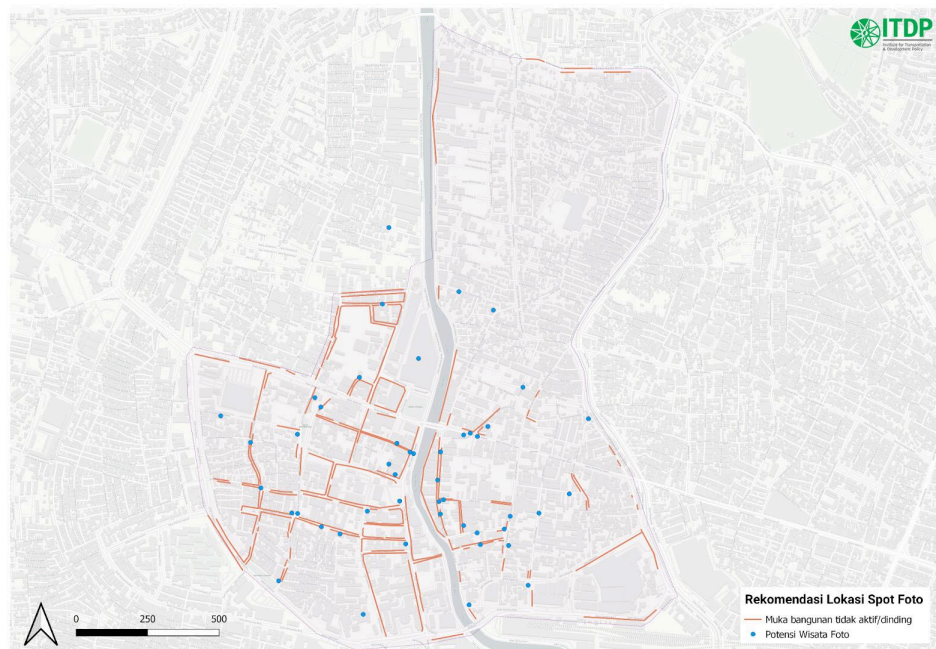 ITDP
Institute for Transportation
& Development Policy
Rekomendasi Lokasi Spot Foto
Muka bangunan tidak aktif/dinding
Potensi Wisata Foto
0 250 500